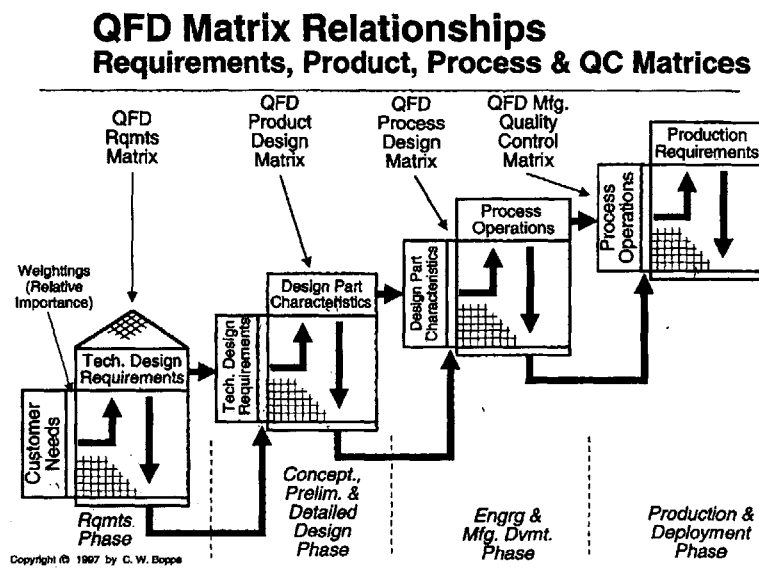 QFD Matrix Relationships
Requirements, Product, Process & QC Matrices
QFD
Rqmts
Matrix
QFD
Product
Design
Matrix
QFD
Process
Design
Matrix
QFD Mfg.
Quality
Control
Matrix
Production
Requirements
Process
Operations
Process
Operations
Design Part
Characteristics
Design Part
Characteristics
Tech. Design
Requirements
Weightings
(Relative
Importance)
Tech. Design
Requirements
Customer
Needs
Rqmts.
Phase
Concept.,
Prelim. &
Detailed
Design
Phase
Engrg &
Mfg. Dvmt.
Phase
Production &
Deployment
Phase
Copyright © 1997 by C. W. Boppe